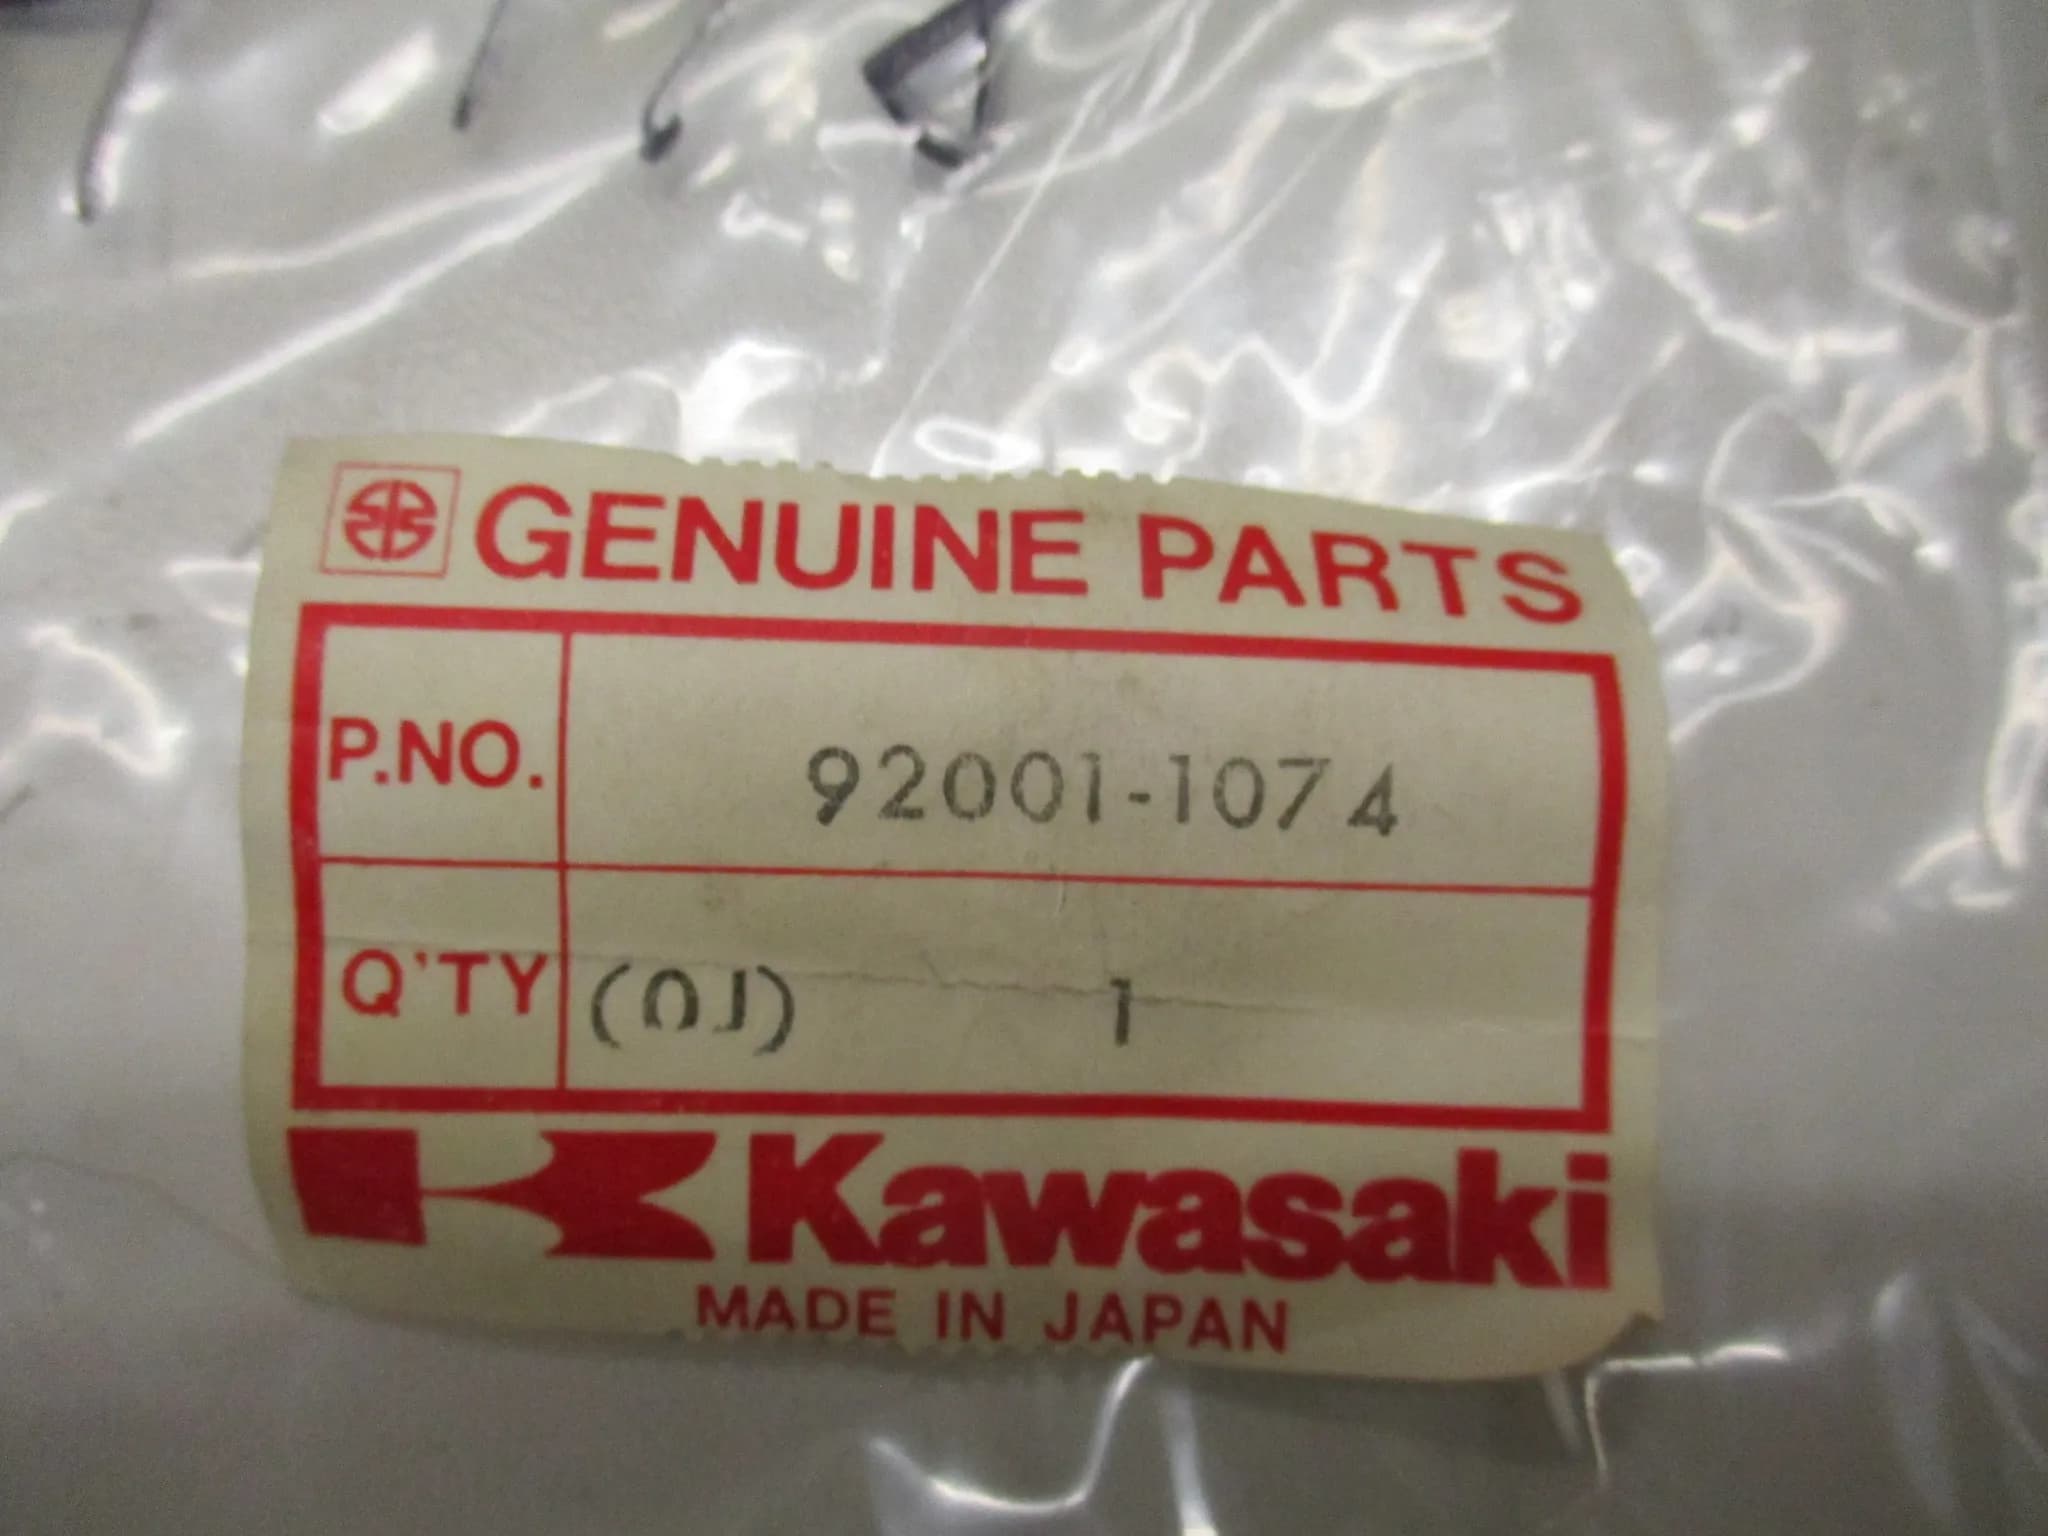 GENUINE PARTS
P.NO. 92001-1074
Q'TY (OJ) 1
Kawasaki
MADE IN JAPAN